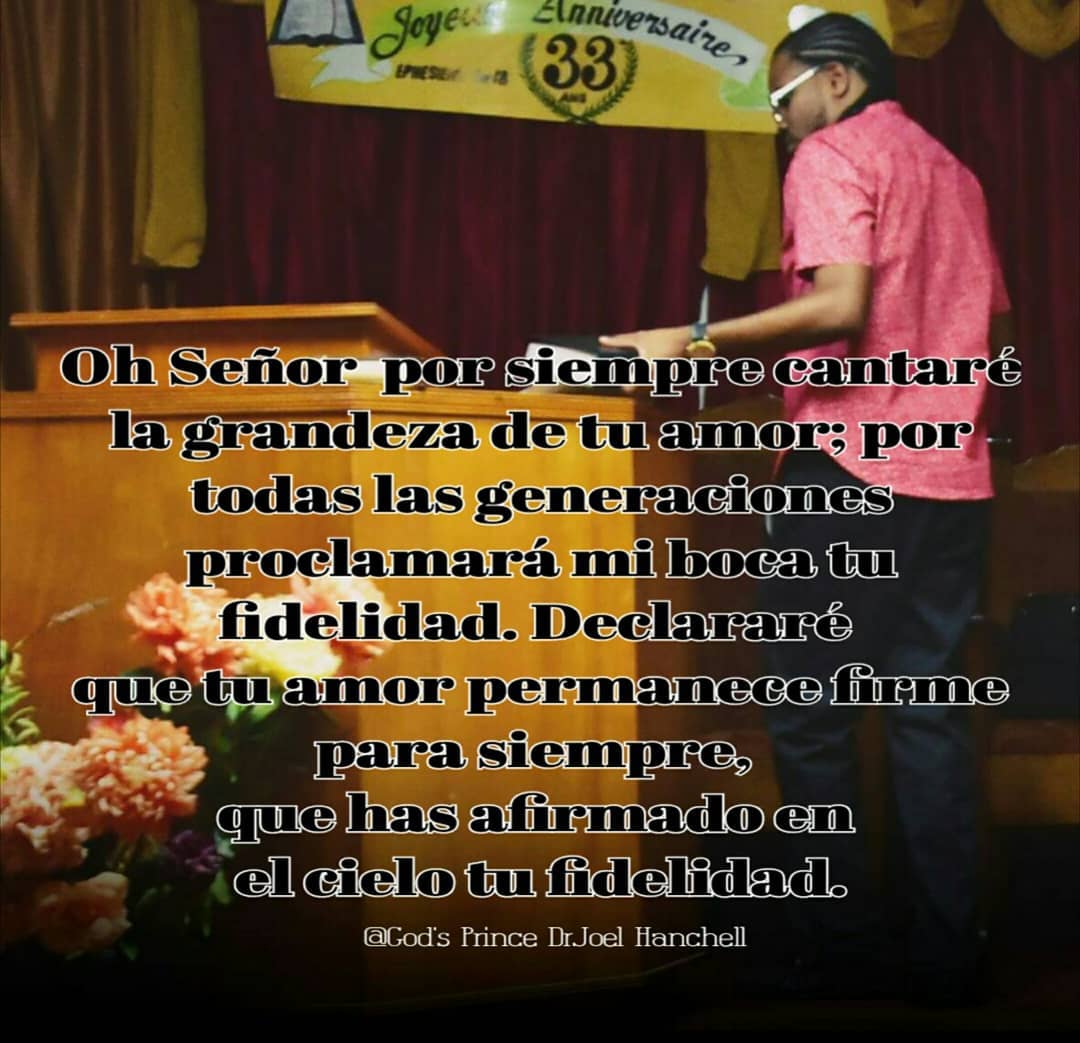 Joyeux Anniversaire
33
ANS
Oh Señor por siempre cantaré
la grandeza de tu amor; por
todas las generaciones
proclamará mi boca tu
fidelidad. Declararé
que tu amor permanece firme
para siempre,
que has afirmado en
el cielo tu fidelidad.
@God's Prince Dr.Joel Hanchell